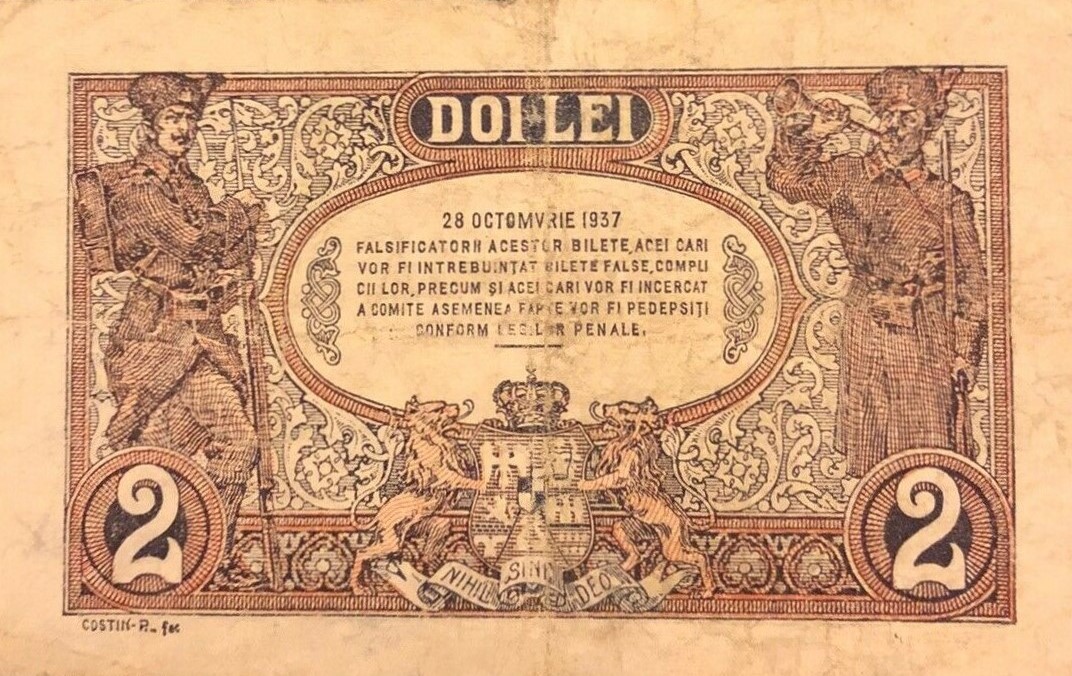 DOI LEI
28 OCTOMVRIE 1937
FALSIFICATORII ACESTOR BILETE, ACEI CARI
VOR FI INTREBUINȚAT BILETE FALSE, COMPLI
CII LOR, PRECUM ȘI ACEI CARI VOR FI INCERCAT
A COMITE ASEMENEA FAPTE VOR FI PEDEPSIȚI
CONFORM LEGILOR PENALE.
2 2
NIHIL SINE DEO
COSTIN-P. fec